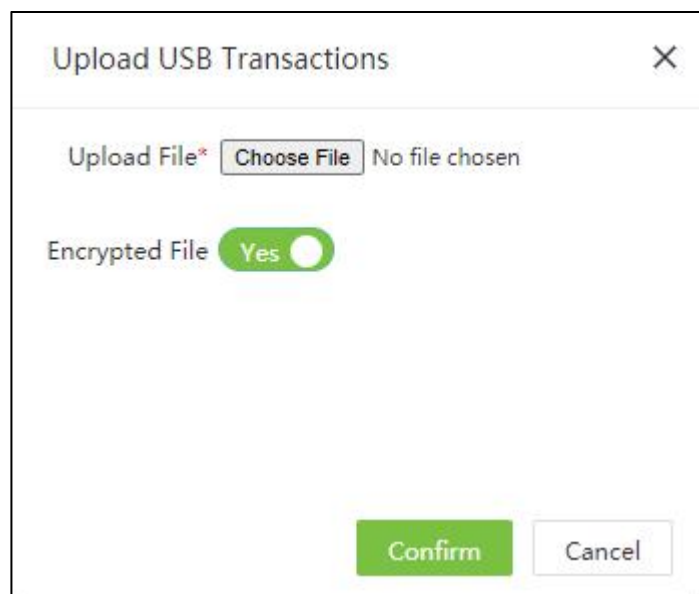 Upload USB Transactions
Upload File* Choose File No file chosen
Encrypted File Yes
Confirm Cancel